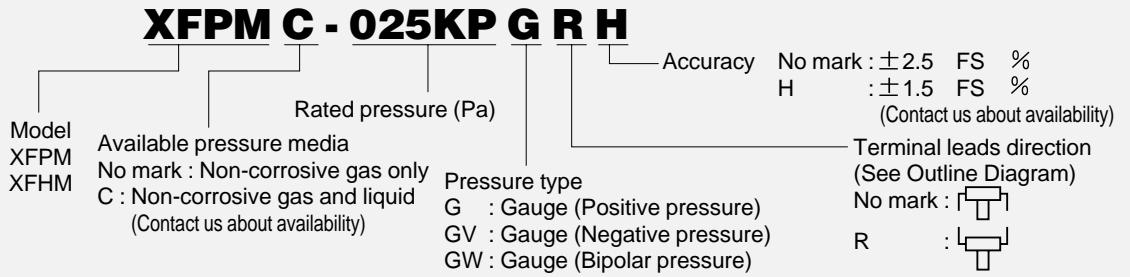 XFPM C - 025KP G R H
Accuracy No mark : ±2.5 FS %
H : ±1.5 FS %
(Contact us about availability)
Rated pressure (Pa)
Model
XFPM
XFHM
Available pressure media
No mark : Non-corrosive gas only
C : Non-corrosive gas and liquid
(Contact us about availability)
Pressure type
G : Gauge (Positive pressure)
GV : Gauge (Negative pressure)
GW : Gauge (Bipolar pressure)
Terminal leads direction
(See Outline Diagram)
No mark :
R :